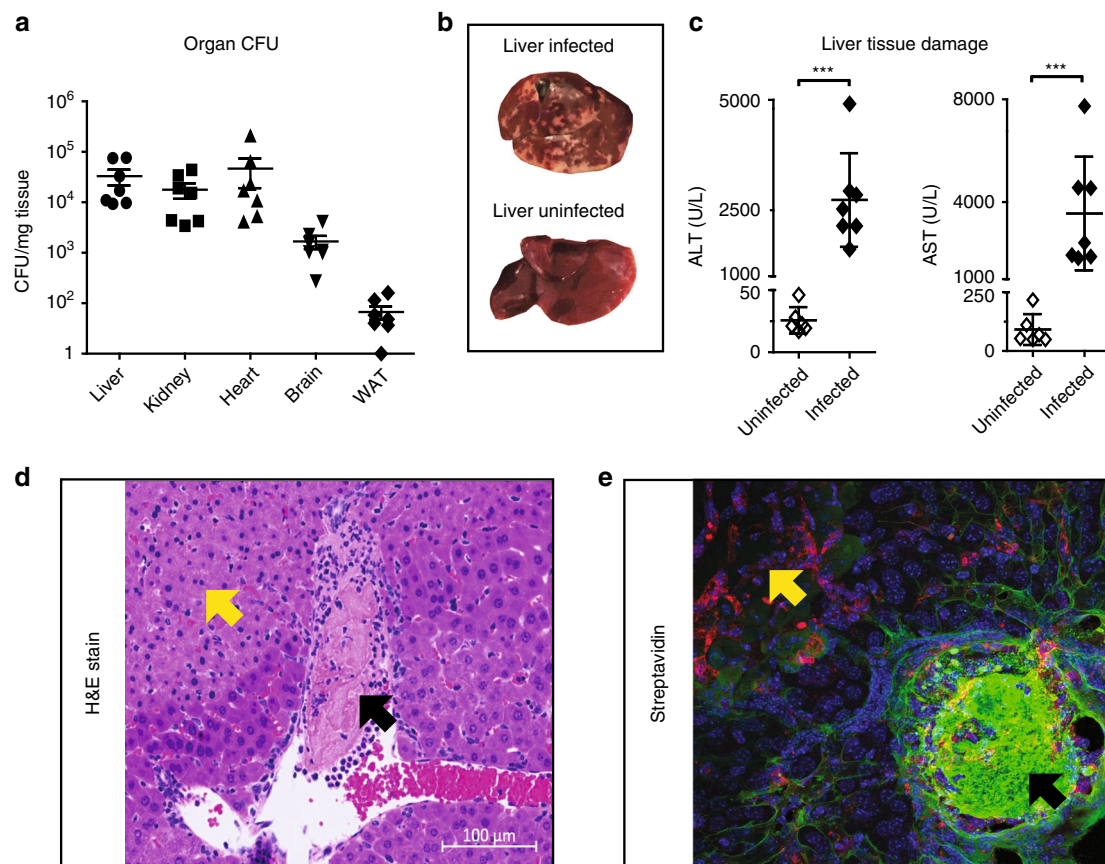 a
Organ CFU
CFU/mg tissue
10⁶
10⁵
10⁴
10³
10²
1
Liver
Kidney
Heart
Brain
WAT
b
Liver infected
Liver uninfected
c
Liver tissue damage
***
ALT (U/L)
5000
2500
1000
50
0
Uninfected
Infected
***
AST (U/L)
8000
4000
1000
250
0
Uninfected
Infected
d
H&E stain
100 μm
e
Streptavidin